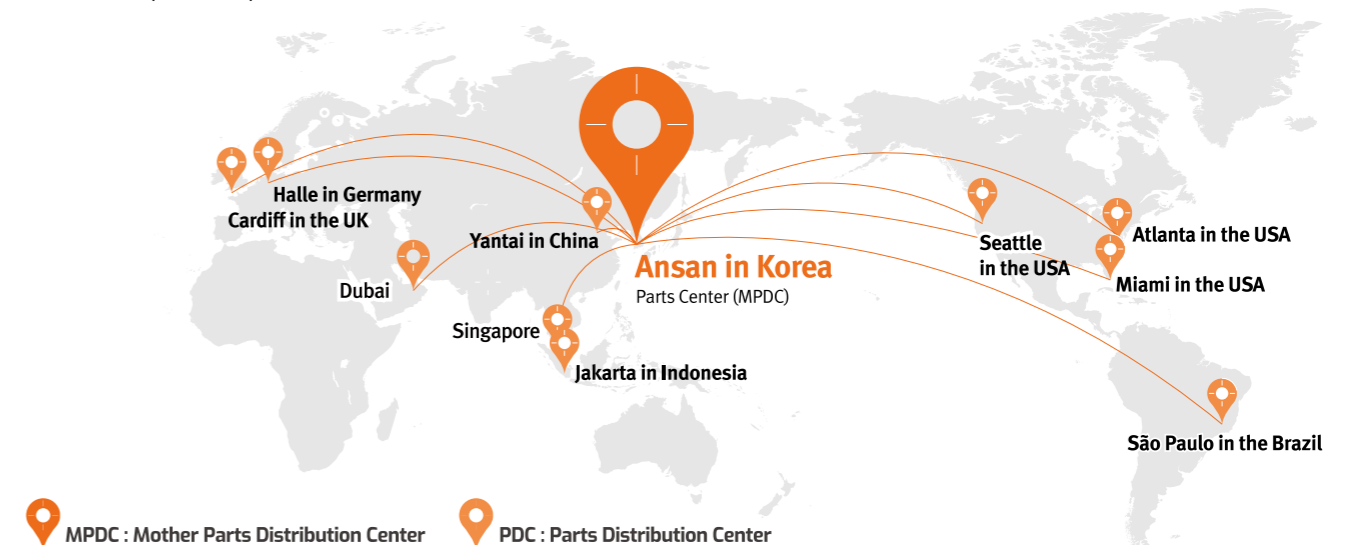 Halle in Germany
Cardiff in the UK
Yantai in China
Dubai
Ansan in Korea
Parts Center (MPDC)
Singapore
Jakarta in Indonesia
Seattle
in the USA
Atlanta in the USA
Miami in the USA
São Paulo in the Brazil
MPDC : Mother Parts Distribution Center
PDC : Parts Distribution Center